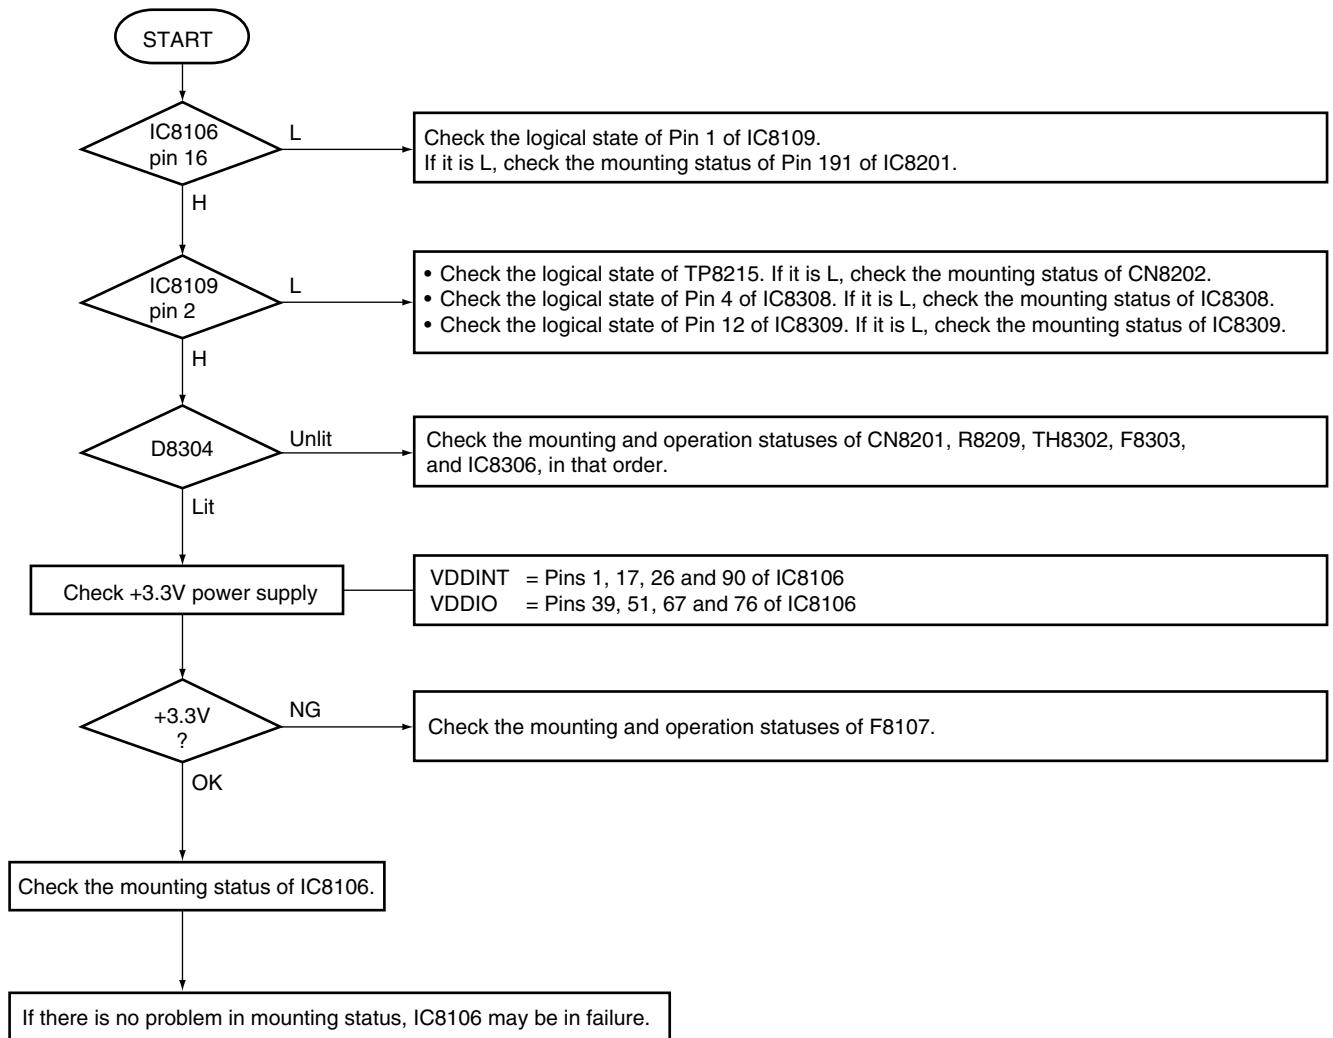 START
IC8106
pin 16
L
Check the logical state of Pin 1 of IC8109.
If it is L, check the mounting status of Pin 191 of IC8201.
H
IC8109
pin 2
L
• Check the logical state of TP8215. If it is L, check the mounting status of CN8202.
• Check the logical state of Pin 4 of IC8308. If it is L, check the mounting status of IC8308.
• Check the logical state of Pin 12 of IC8309. If it is L, check the mounting status of IC8309.
H
D8304
Unlit
Check the mounting and operation statuses of CN8201, R8209, TH8302, F8303,
and IC8306, in that order.
Lit
Check +3.3V power supply
VDDINT = Pins 1, 17, 26 and 90 of IC8106
VDDIO = Pins 39, 51, 67 and 76 of IC8106
+3.3V
?
NG
Check the mounting and operation statuses of F8107.
OK
Check the mounting status of IC8106.
If there is no problem in mounting status, IC8106 may be in failure.